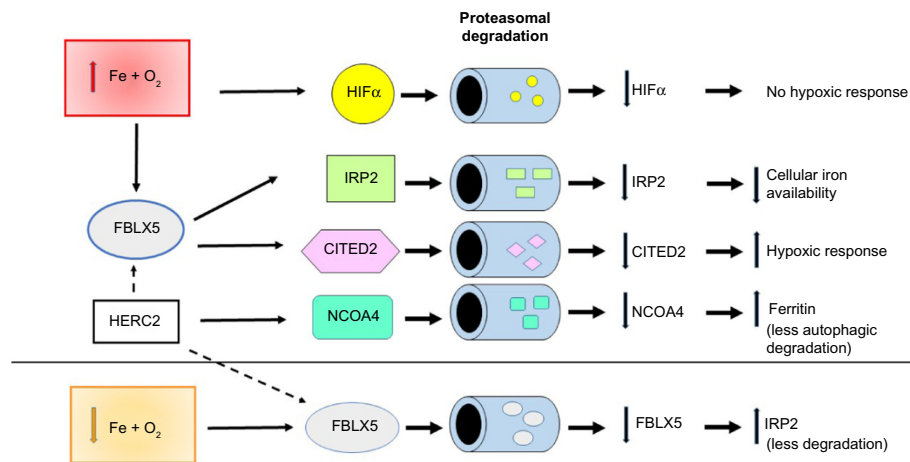 Proteasomal
degradation
Fe + O₂
HIFα
HIFα
No hypoxic response
IRP2
IRP2
Cellular iron
availability
FBLX5
CITED2
CITED2
Hypoxic response
HERC2
NCOA4
NCOA4
Ferritin
(less autophagic
degradation)
Fe + O₂
FBLX5
FBLX5
IRP2
(less degradation)